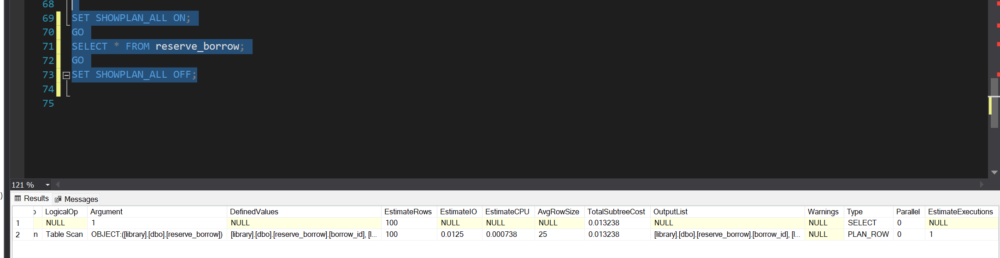 68
69 SET SHOWPLAN_ALL ON;
70 GO
71 SELECT * FROM reserve_borrow;
72 GO
73 SET SHOWPLAN_ALL OFF;
74
75
121 %
)
Results Messages
LogicalOp Argument DefinedValues EstimateRows EstimateIO EstimateCPU AvgRowSize TotalSubtreeCost OutputList Warnings Type Parallel EstimateExecutions
1 NULL 1 NULL 100 NULL NULL NULL 0.013238 NULL NULL SELECT 0 NULL
2 n Table Scan OBJECT:([library].[dbo].[reserve_borrow]) [library].[dbo].[reserve_borrow].[borrow_id], [l... 100 0.0125 0.000738 25 0.013238 [library].[dbo].[reserve_borrow].[borrow_id], [l... NULL PLAN_ROW 0 1